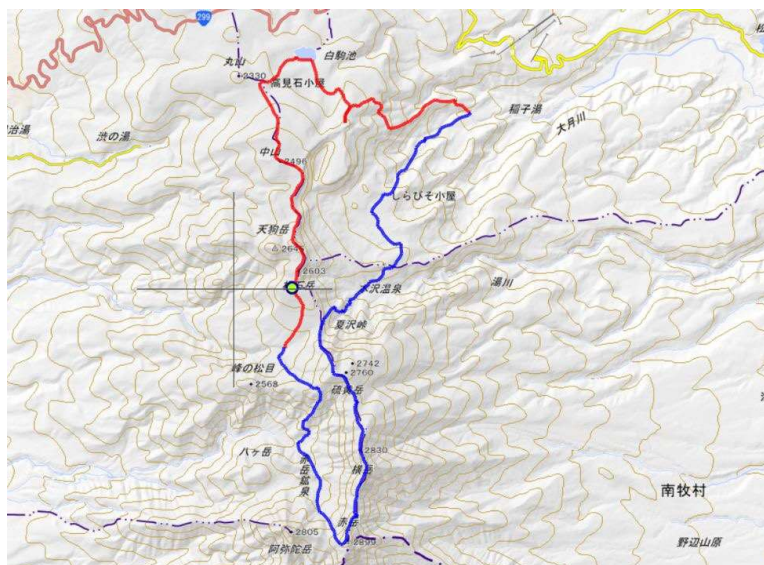 299
白駒池
丸山
2330
高見石小屋
稲子湯
大月川
渋の湯
中山
2496
しらびそ小屋
天狗岳
2603
湯川
夏沢峠
2742
峰の松目
2760
2568
硫黄岳
八ヶ岳
2830
横岳
赤岳鉱泉
南牧村
赤岳
2805
2899
阿弥陀岳
野辺山原